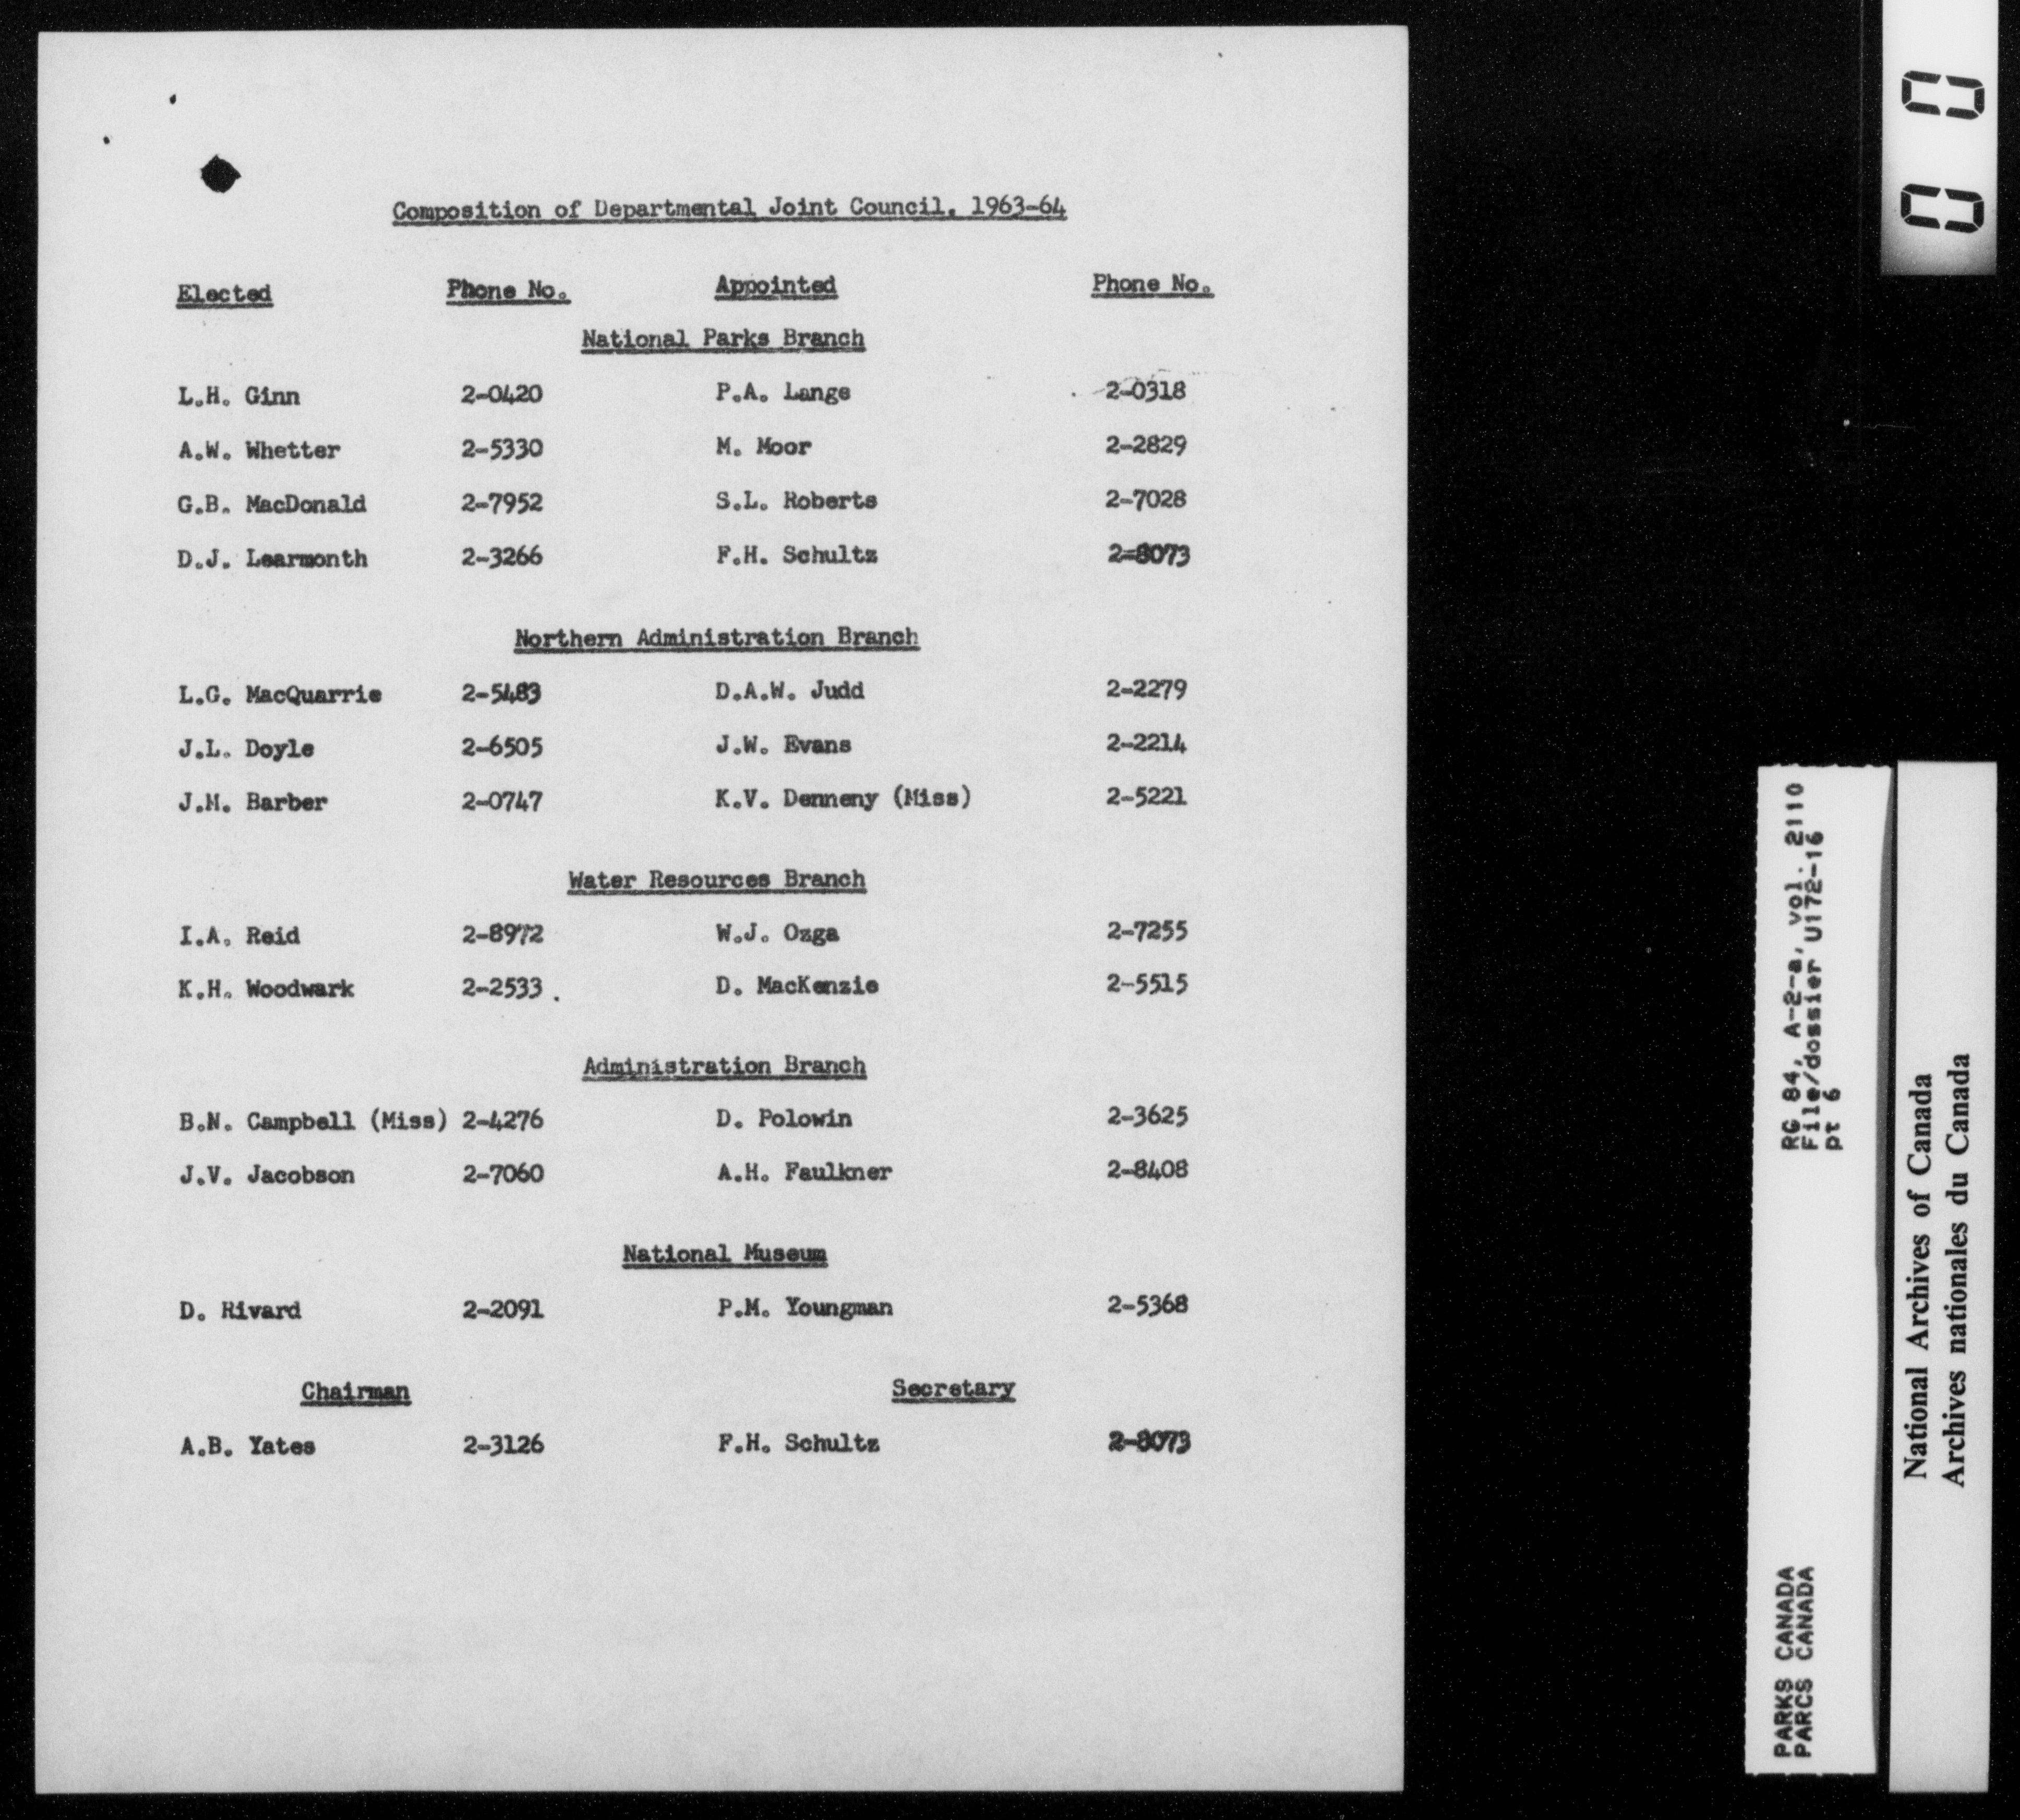 Composition of Departmental Joint Council, 1963-64
Elected Phone No. Appointed Phone No.
National Parks Branch
L.H. Ginn 2-0420 P.A. Lange 2-0318
A.W. Whetter 2-5330 M. Moor 2-2829
G.B. MacDonald 2-7952 S.L. Roberts 2-7028
D.J. Learmonth 2-3266 F.H. Schultz 2-8073
Northern Administration Branch
L.G. MacQuarrie 2-5483 D.A.W. Judd 2-2279
J.L. Doyle 2-6505 J.W. Evans 2-2214
J.M. Barber 2-0747 K.V. Denneny (Miss) 2-5221
Water Resources Branch
I.A. Reid 2-8972 W.J. Ozga 2-7255
K.H. Woodwark 2-2533 D. MacKenzie 2-5515
Administration Branch
B.N. Campbell (Miss) 2-4276 D. Polowin 2-3625
J.V. Jacobson 2-7060 A.H. Faulkner 2-8408
National Museum
D. Rivard 2-2091 P.M. Youngman 2-5368
Chairman Secretary
A.B. Yates 2-3126 F.H. Schultz 2-8073
00
RG 84, A-2-a, vol. 2110
File/dossier U172-16
pt 6
PARKS CANADA
PARCS CANADA
National Archives of Canada
Archives nationales du Canada